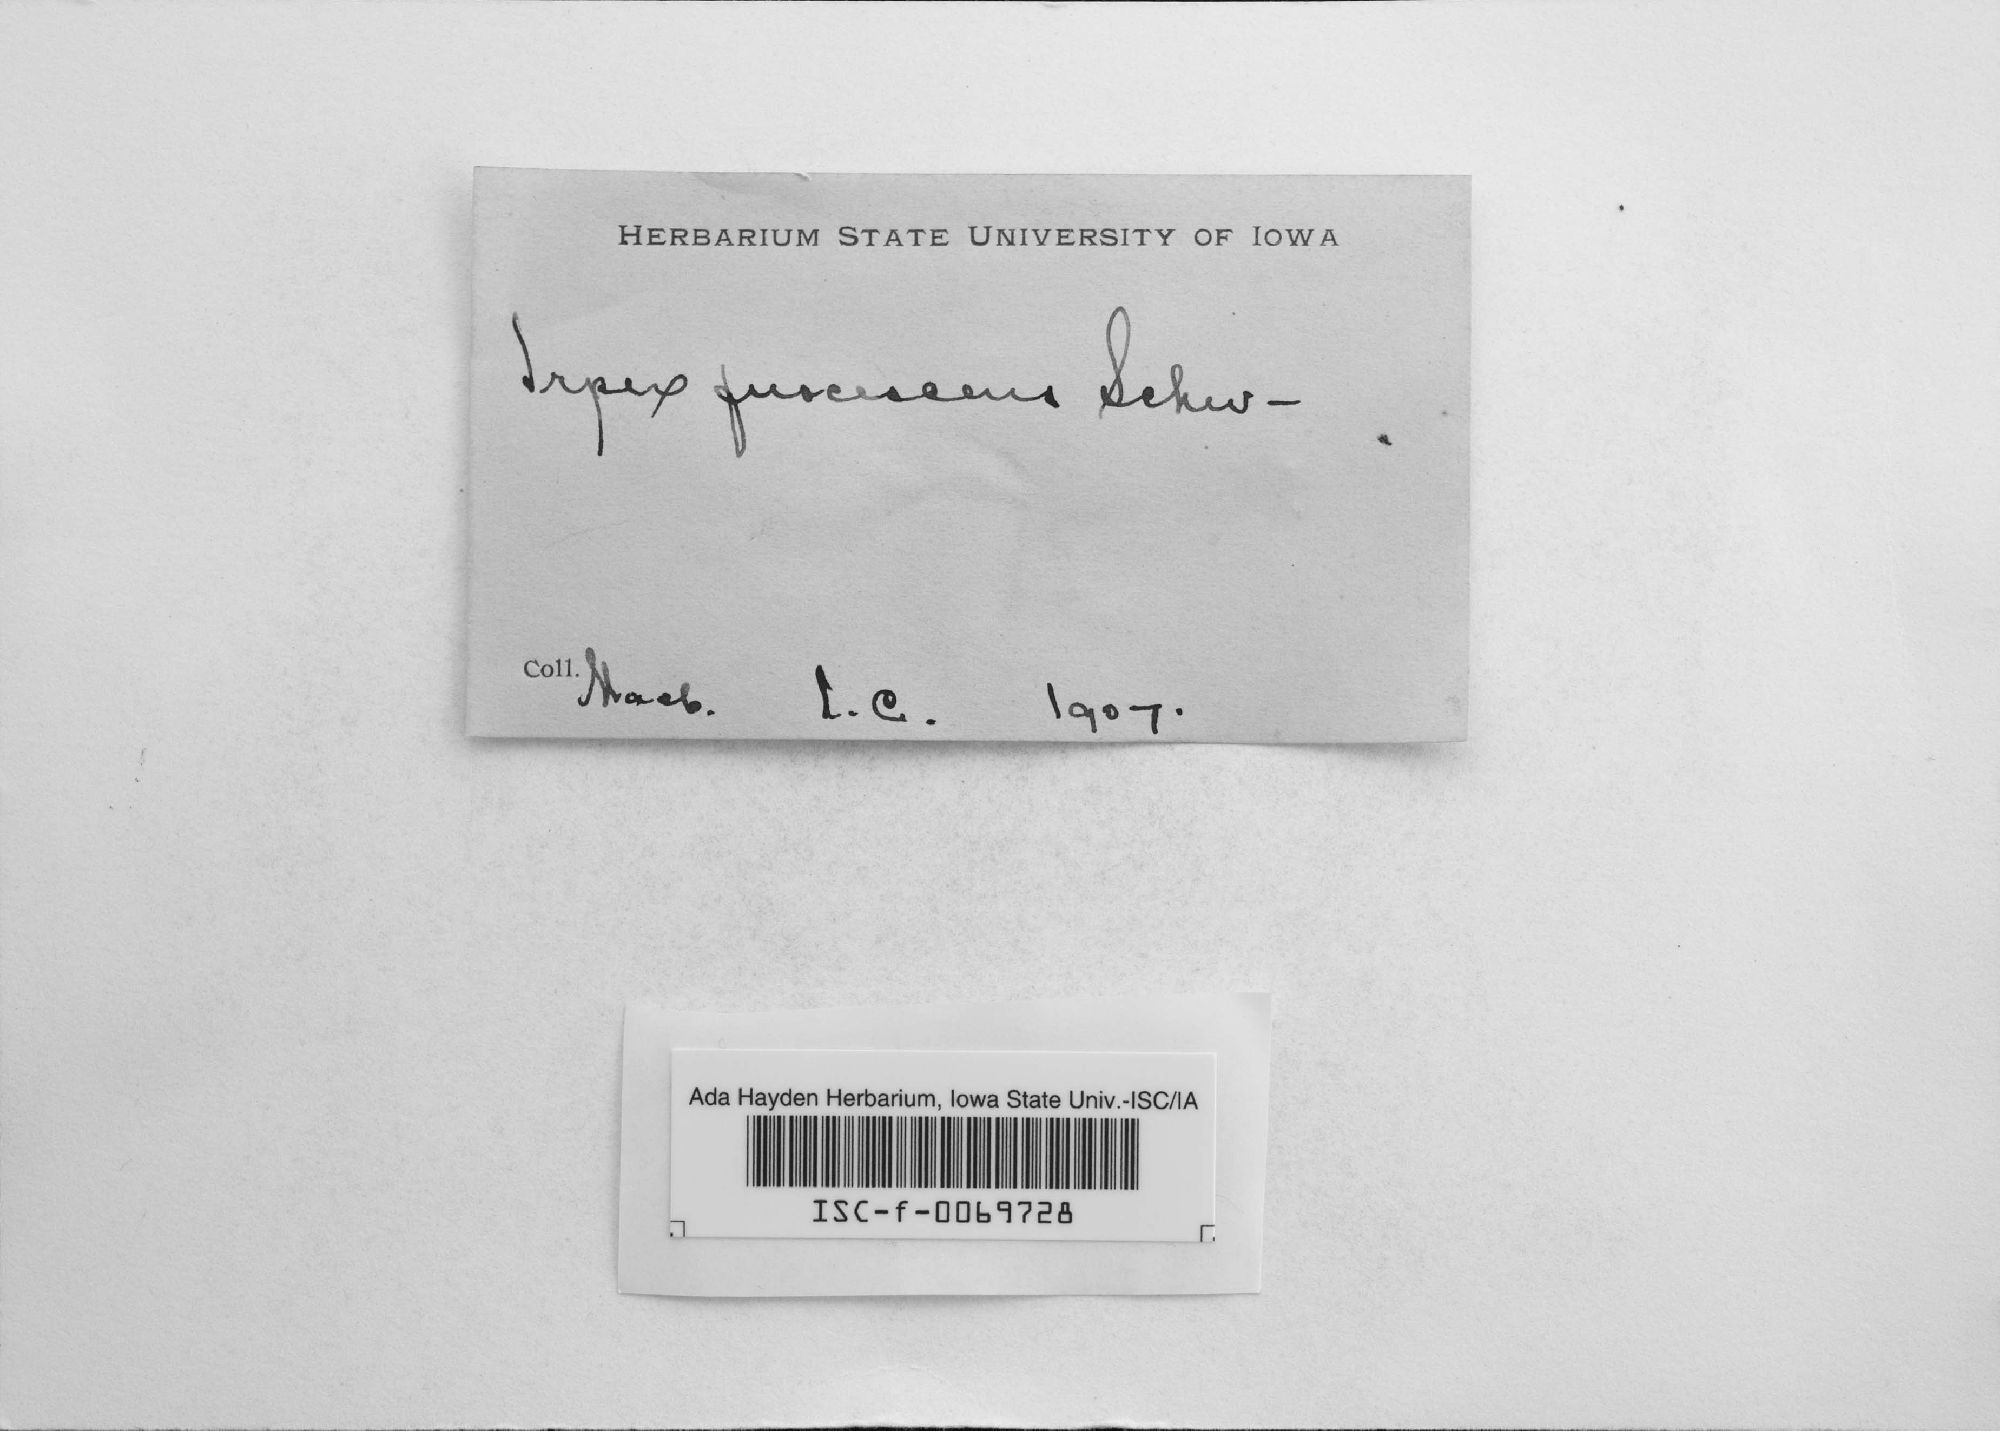 HERBARIUM STATE UNIVERSITY OF IOWA
Irpex fuscescens Schw-
Coll. Macb. I.C. 1907.
Ada Hayden Herbarium, Iowa State Univ.-ISC/IA
ISC-f-0069728